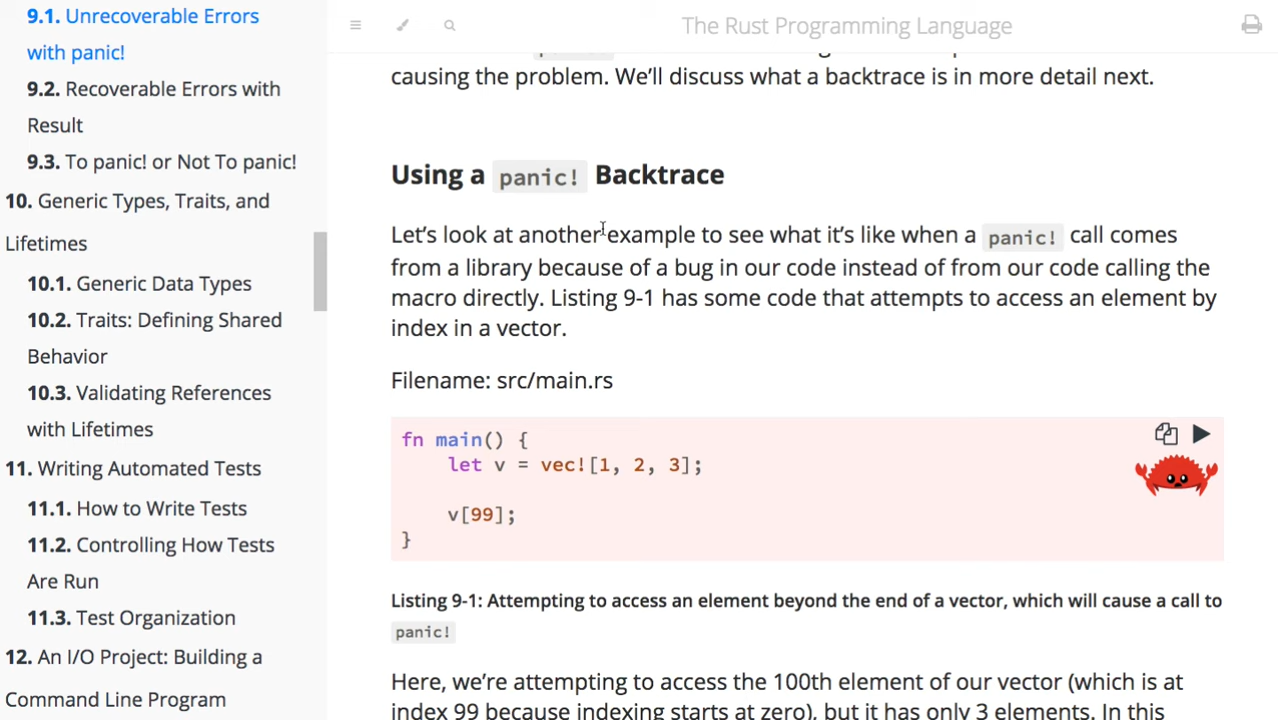 9.1. Unrecoverable Errors
with panic!
9.2. Recoverable Errors with
Result
9.3. To panic! or Not To panic!
10. Generic Types, Traits, and
Lifetimes
10.1. Generic Data Types
10.2. Traits: Defining Shared
Behavior
10.3. Validating References
with Lifetimes
11. Writing Automated Tests
11.1. How to Write Tests
11.2. Controlling How Tests
Are Run
11.3. Test Organization
12. An I/O Project: Building a
Command Line Program
The Rust Programming Language
causing the problem. We’ll discuss what a backtrace is in more detail next.
Using a panic! Backtrace
Let’s look at another example to see what it’s like when a panic! call comes
from a library because of a bug in our code instead of from our code calling the
macro directly. Listing 9-1 has some code that attempts to access an element by
index in a vector.
Filename: src/main.rs
fn main() {
    let v = vec![1, 2, 3];
    v[99];
}
Listing 9-1: Attempting to access an element beyond the end of a vector, which will cause a call to
panic!
Here, we’re attempting to access the 100th element of our vector (which is at
index 99 because indexing starts at zero), but it has only 3 elements. In this